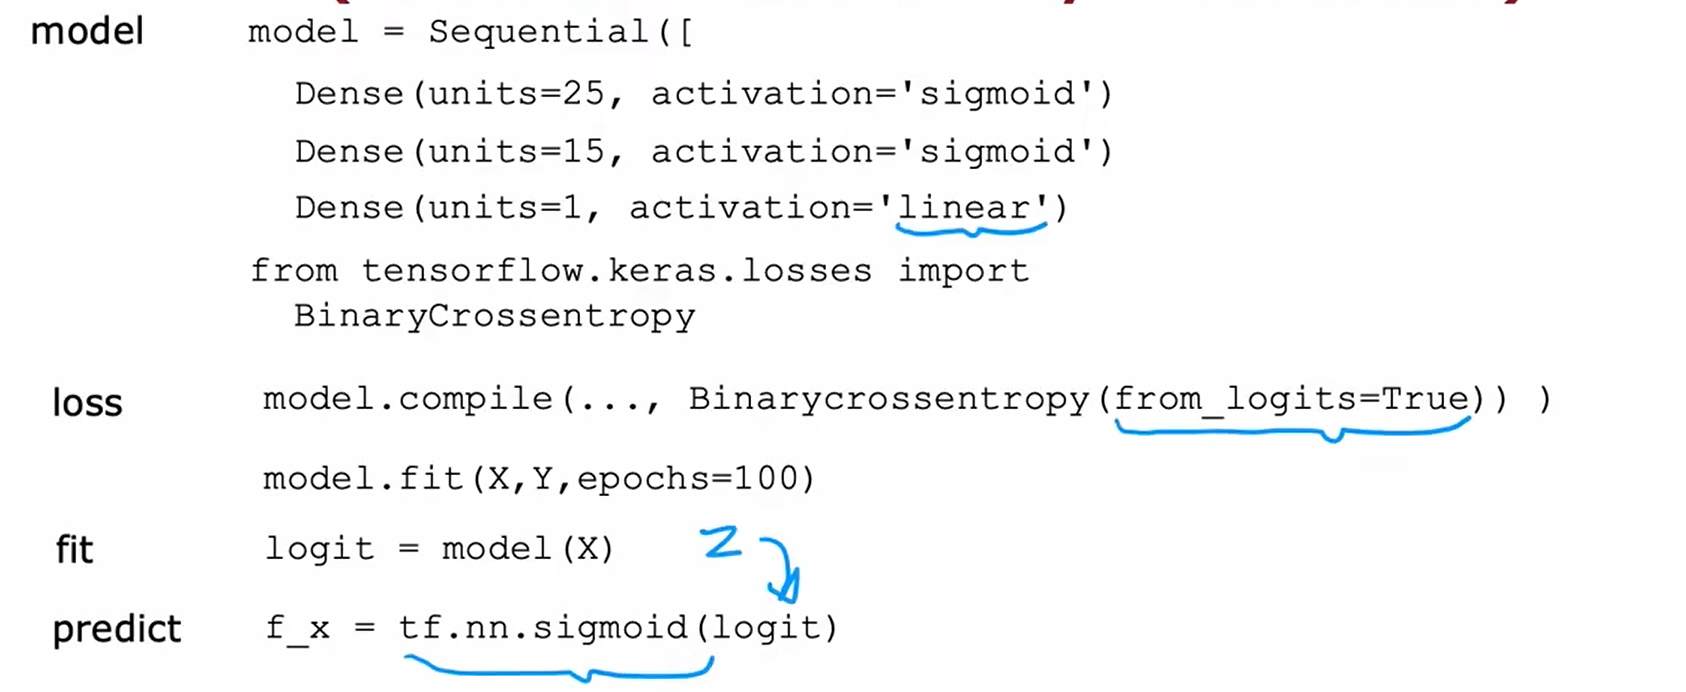 model model = Sequential([
Dense(units=25, activation='sigmoid')
Dense(units=15, activation='sigmoid')
Dense(units=1, activation='linear')
from tensorflow.keras.losses import
BinaryCrossentropy
loss model.compile(..., Binarycrossentropy(from_logits=True)) )
model.fit(X,Y,epochs=100)
fit logit = model(X) z
predict f_x = tf.nn.sigmoid(logit)